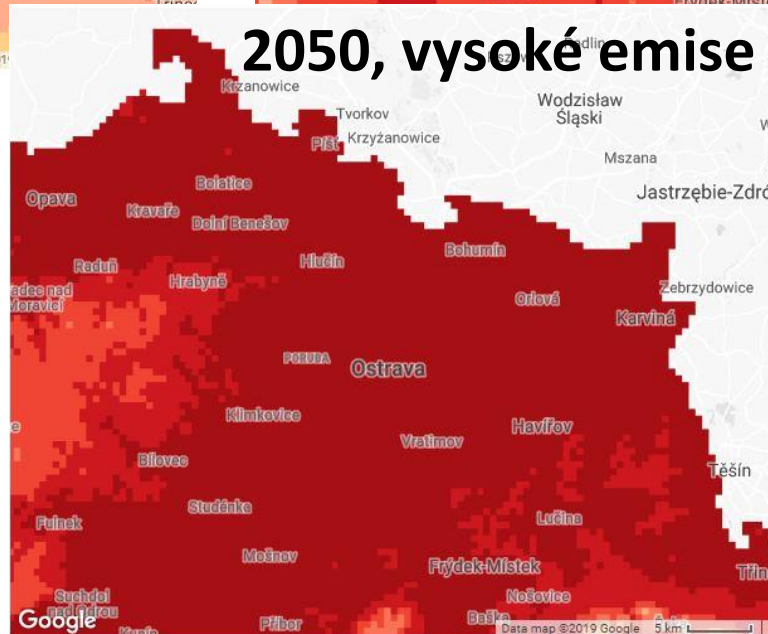 2050, vysoké emise
Krzanowice
Wodzisław
Śląski
Tvorkov
Píšť
Krzyżanowice
Mszana
Bolatice
Jastrzębie-Zdró
Opava
Kravaře
Dolní Benešov
Bohumín
Raduň
Hlučín
Hrabyně
adec nad
Moravicí
Zebrzydowice
Orlová
Karviná
PORUBA
Ostrava
Klimkovice
Havířov
Vratimov
Bílovec
Těšín
Studénka
Fulnek
Lučina
Mošnov
Frýdek-Místek
Třin
Suchdol
nad Odrou
Nošovice
Google
Příbor
Baška
Data map ©2019 Google
5 km